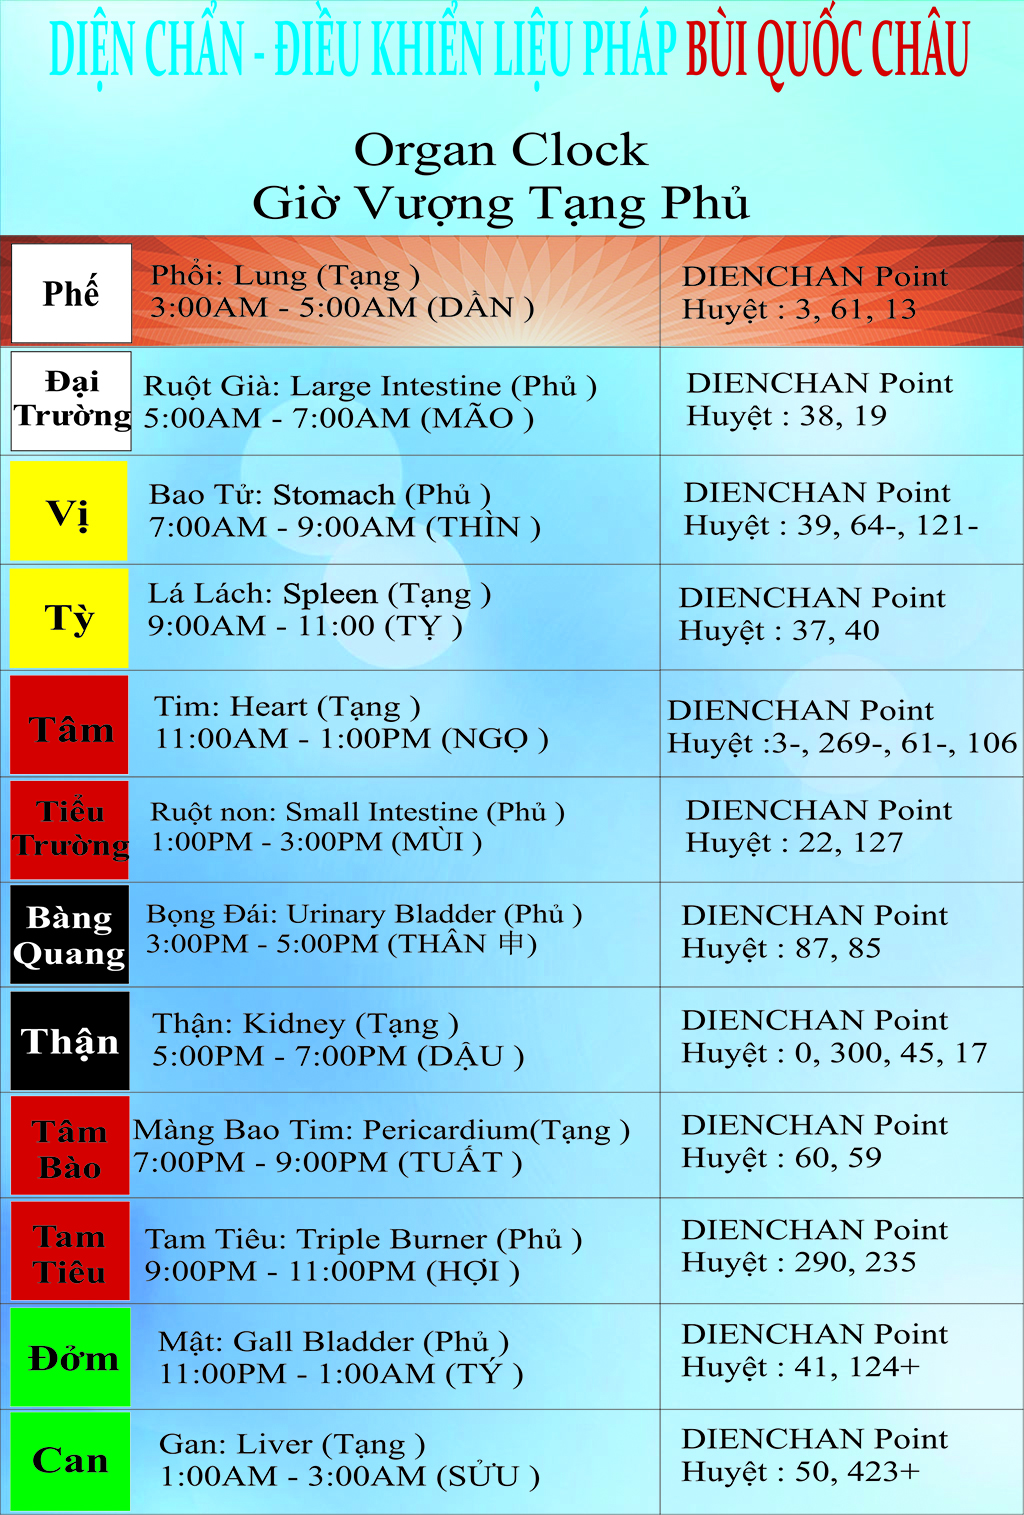 DIỆN CHẨN - ĐIỀU KHIỂN LIỆU PHÁP BÙI QUỐC CHÂU
Organ Clock
Giờ Vượng Tạng Phủ
Phế
Phổi: Lung (Tạng )
3:00AM - 5:00AM (DẦN )
DIENCHAN Point
Huyệt : 3, 61, 13
Đại
Trường
Ruột Già: Large Intestine (Phủ )
5:00AM - 7:00AM (MÃO )
DIENCHAN Point
Huyệt : 38, 19
Vị
Bao Tử: Stomach (Phủ )
7:00AM - 9:00AM (THÌN )
DIENCHAN Point
Huyệt : 39, 64-, 121-
Tỳ
Lá Lách: Spleen (Tạng )
9:00AM - 11:00 (TỴ )
DIENCHAN Point
Huyệt : 37, 40
Tâm
Tim: Heart (Tạng )
11:00AM - 1:00PM (NGỌ )
DIENCHAN Point
Huyệt :3-, 269-, 61-, 106
Tiểu
Trường
Ruột non: Small Intestine (Phủ )
1:00PM - 3:00PM (MÙI )
DIENCHAN Point
Huyệt : 22, 127
Bàng
Quang
Bọng Đái: Urinary Bladder (Phủ )
3:00PM - 5:00PM (THÂN 申)
DIENCHAN Point
Huyệt : 87, 85
Thận
Thận: Kidney (Tạng )
5:00PM - 7:00PM (DẬU )
DIENCHAN Point
Huyệt : 0, 300, 45, 17
Tâm
Bào
Màng Bao Tim: Pericardium(Tạng )
7:00PM - 9:00PM (TUẤT )
DIENCHAN Point
Huyệt : 60, 59
Tam
Tiêu
Tam Tiêu: Triple Burner (Phủ )
9:00PM - 11:00PM (HỢI )
DIENCHAN Point
Huyệt : 290, 235
Đởm
Mật: Gall Bladder (Phủ )
11:00PM - 1:00AM (TÝ )
DIENCHAN Point
Huyệt : 41, 124+
Can
Gan: Liver (Tạng )
1:00AM - 3:00AM (SỬU )
DIENCHAN Point
Huyệt : 50, 423+